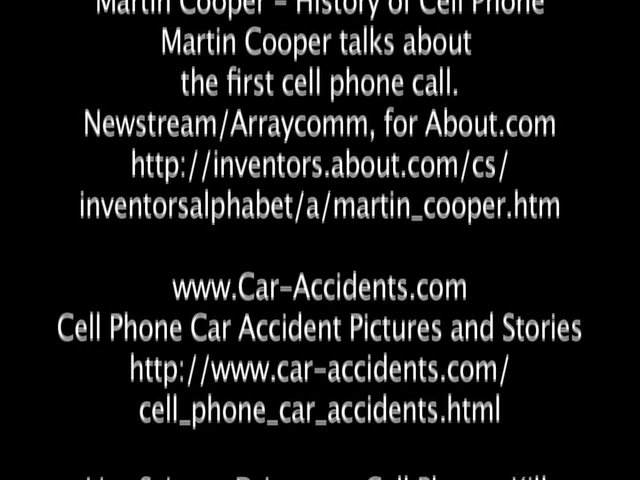 Martin Cooper - History of Cell Phone
Martin Cooper talks about
the first cell phone call.
Newstream/Arraycomm, for About.com
http://inventors.about.com/cs/
inventorsalphabet/a/martin_cooper.htm
www.Car-Accidents.com
Cell Phone Car Accident Pictures and Stories
http://www.car-accidents.com/
cell_phone_car_accidents.html